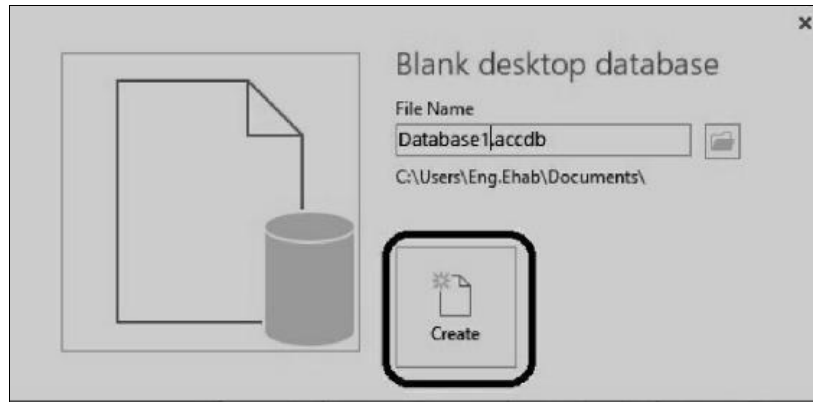 Blank desktop database
File Name
Database1.accdb
C:\Users\Eng.Ehab\Documents\
Create